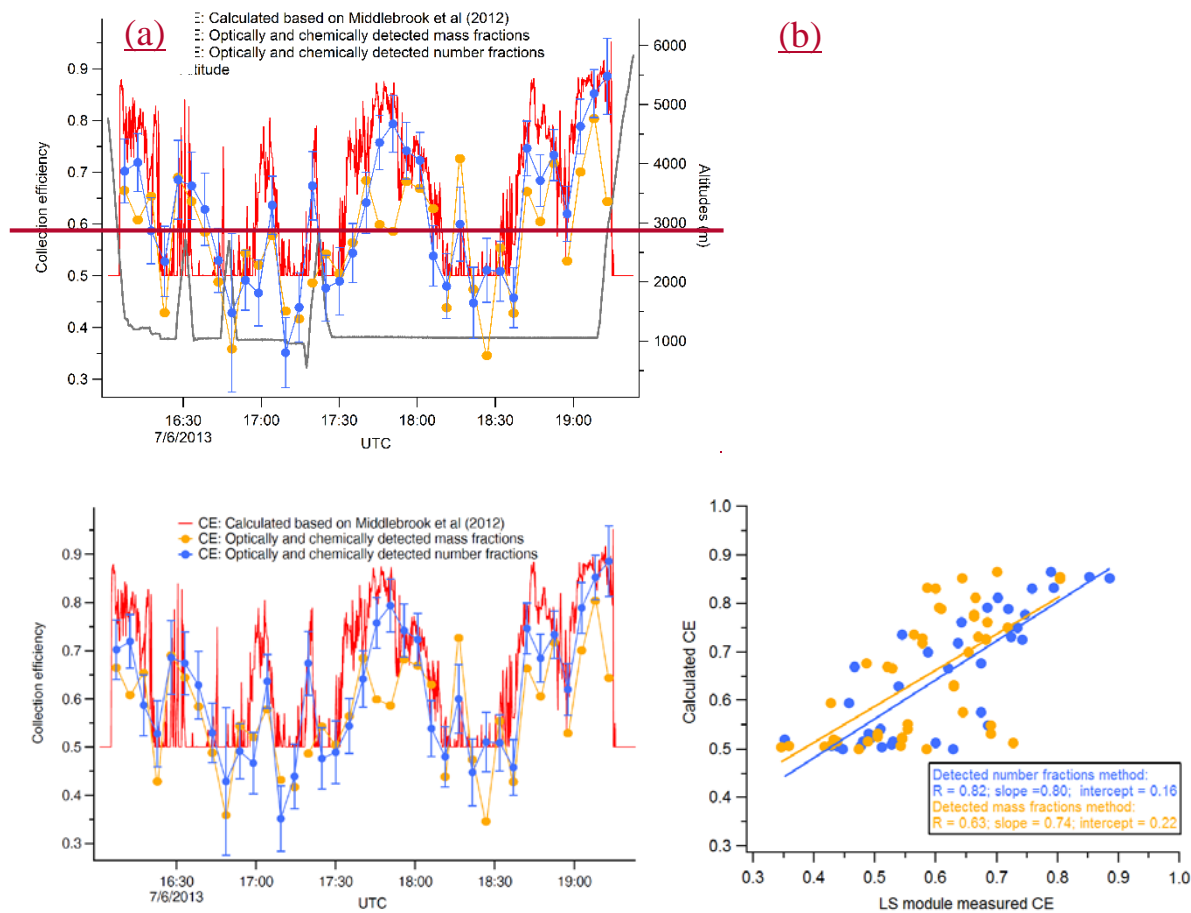 (a)
E: Calculated based on Middlebrook et al (2012)
E: Optically and chemically detected mass fractions
E: Optically and chemically detected number fractions
titude
(b)
0.9
0.8
0.7
0.6
0.5
0.4
0.3
Collection efficiency
6000
5000
4000
3000
2000
1000
Altitudes (m)
16:30
17:00
17:30
18:00
18:30
19:00
7/6/2013
UTC
CE: Calculated based on Middlebrook et al (2012)
CE: Optically and chemically detected mass fractions
CE: Optically and chemically detected number fractions
0.9
0.8
0.7
0.6
0.5
0.4
0.3
Collection efficiency
16:30
17:00
17:30
18:00
18:30
19:00
7/6/2013
UTC
1.0
0.9
0.8
0.7
0.6
0.5
0.4
0.3
Calculated CE
Detected number fractions method:
R = 0.82; slope =0.80; intercept = 0.16
Detected mass fractions method:
R = 0.63; slope = 0.74; intercept = 0.22
0.3
0.4
0.5
0.6
0.7
0.8
0.9
1.0
LS module measured CE